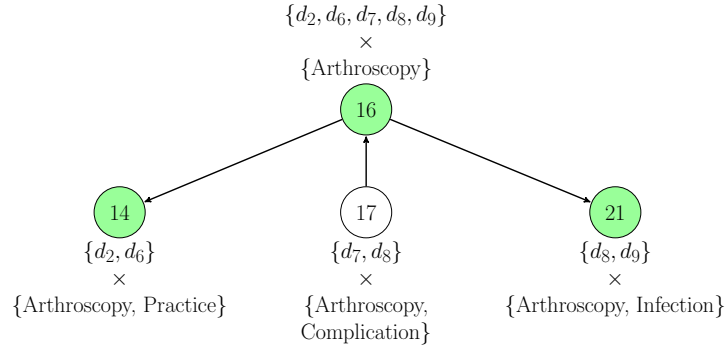 {d₂, d₆, d₇, d₈, d₉}
×
{Arthroscopy}
16
14
17
21
{d₂, d₆}
×
{Arthroscopy, Practice}
{d₇, d₈}
×
{Arthroscopy,
Complication}
{d₈, d₉}
×
{Arthroscopy, Infection}